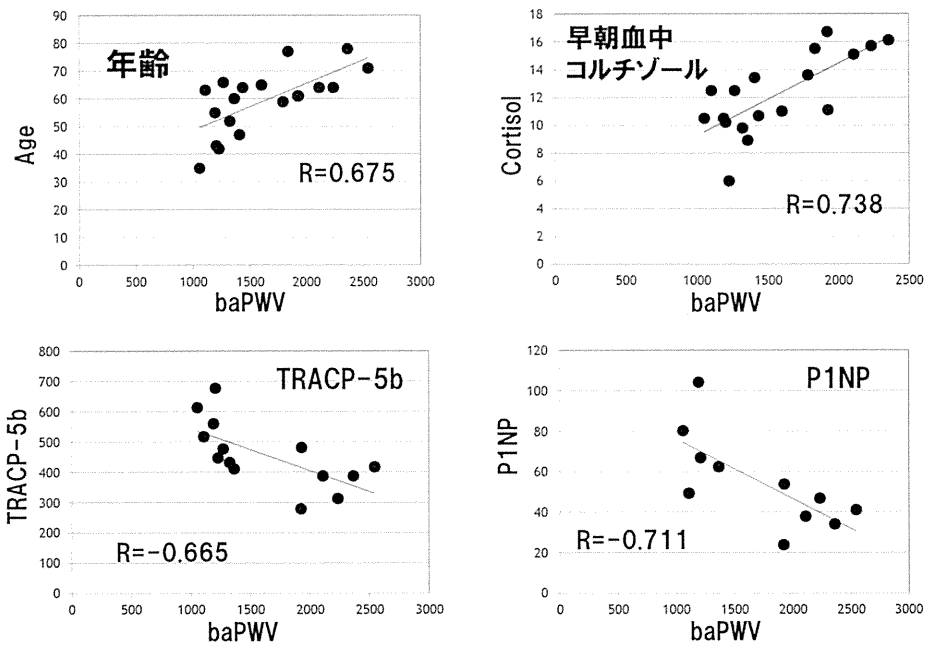 90
80
70
60
50
40
30
20
10
0
Age
年齢
R=0.675
0 500 1000 1500 2000 2500 3000
baPWV
18
16
14
12
10
8
6
4
2
0
Cortisol
早朝血中
コルチゾール
R=0.738
0 500 1000 1500 2000 2500
baPWV
800
700
600
500
400
300
200
100
0
TRACP-5b
TRACP-5b
R=-0.665
0 500 1000 1500 2000 2500 3000
baPWV
120
100
80
60
40
20
0
P1NP
P1NP
R=-0.711
0 500 1000 1500 2000 2500 3000
baPWV